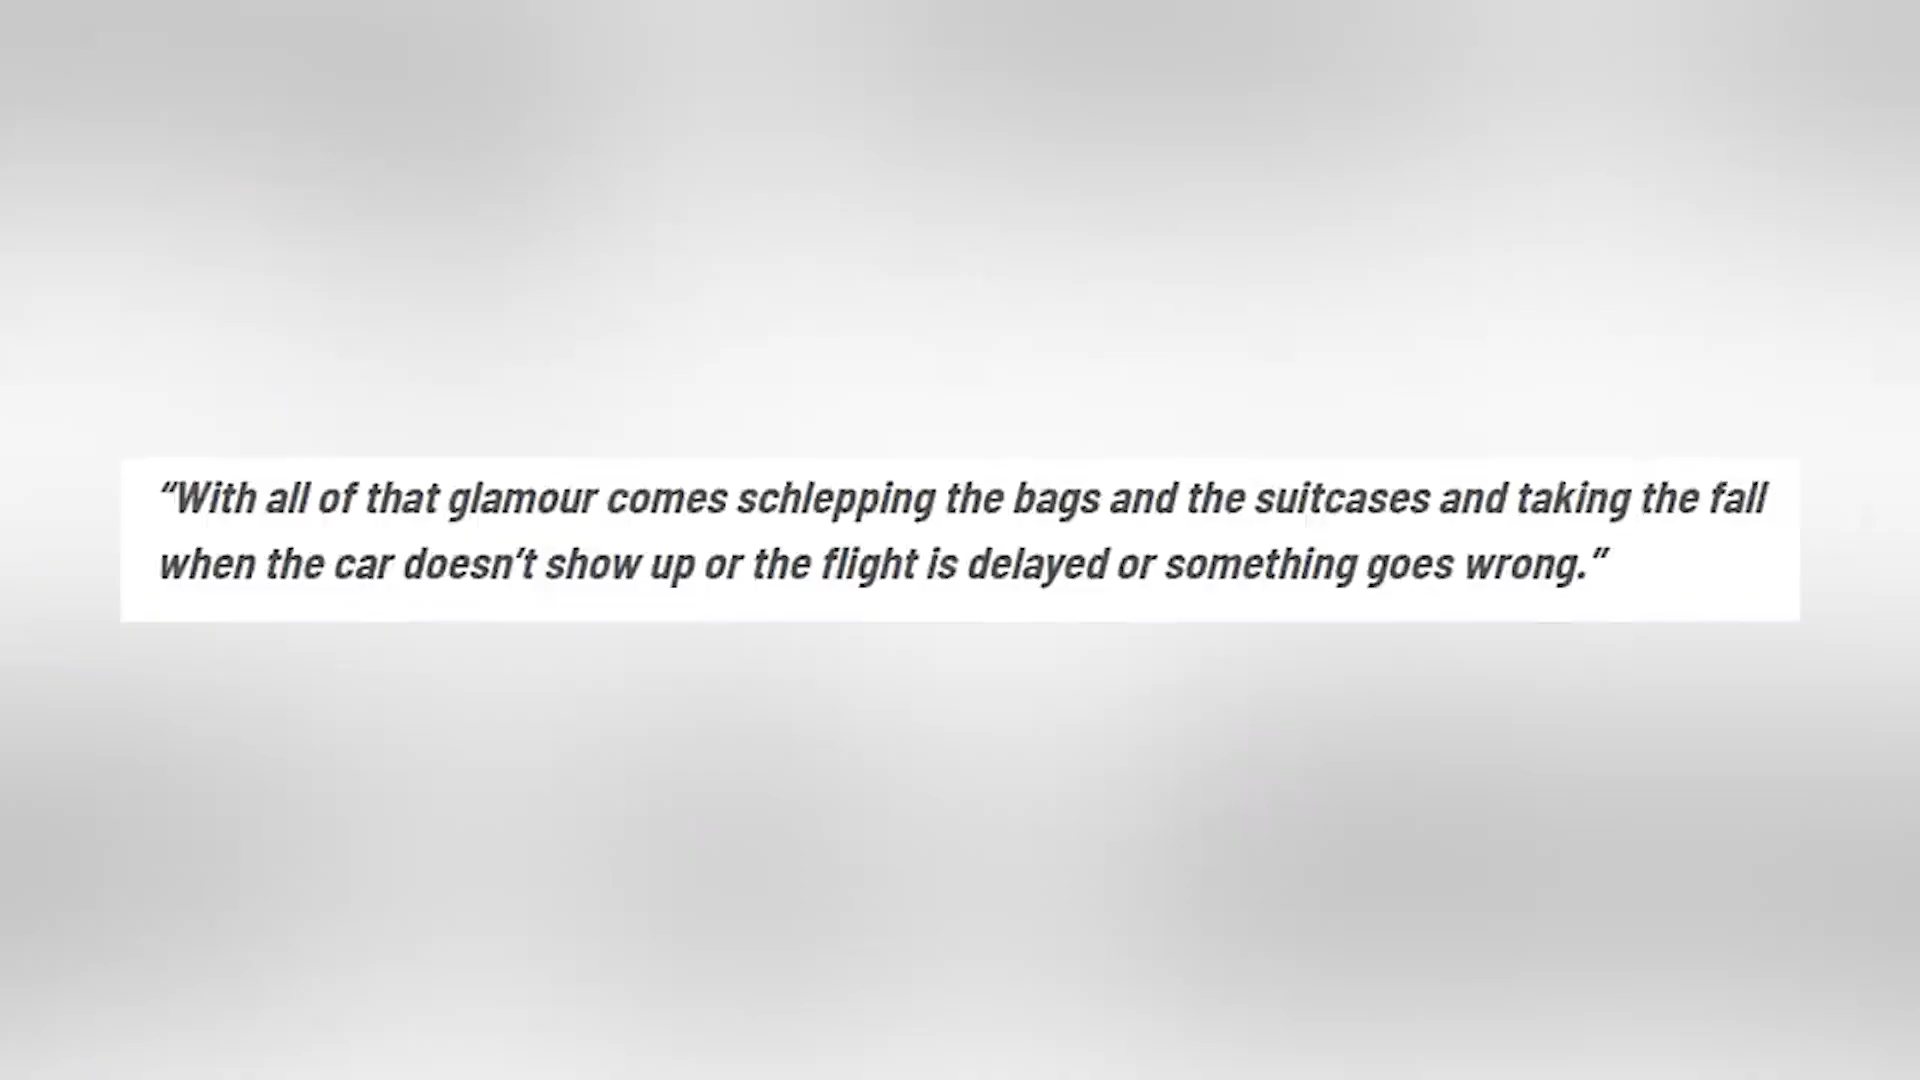 “With all of that glamour comes schlepping the bags and the suitcases and taking the fall
when the car doesn’t show up or the flight is delayed or something goes wrong.”